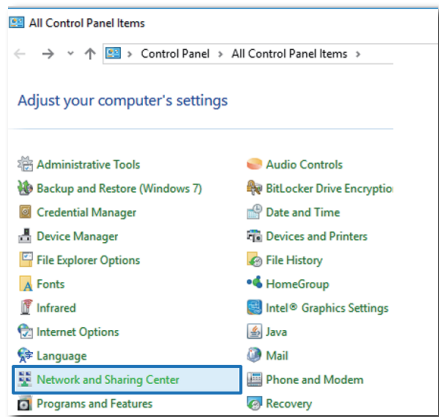 All Control Panel Items
Control Panel > All Control Panel Items >
Adjust your computer's settings
Administrative Tools
Audio Controls
Backup and Restore (Windows 7)
BitLocker Drive Encryptio
Credential Manager
Date and Time
Device Manager
Devices and Printers
File Explorer Options
File History
Fonts
HomeGroup
Infrared
Intel® Graphics Settings
Internet Options
Java
Language
Mail
Network and Sharing Center
Phone and Modem
Programs and Features
Recovery